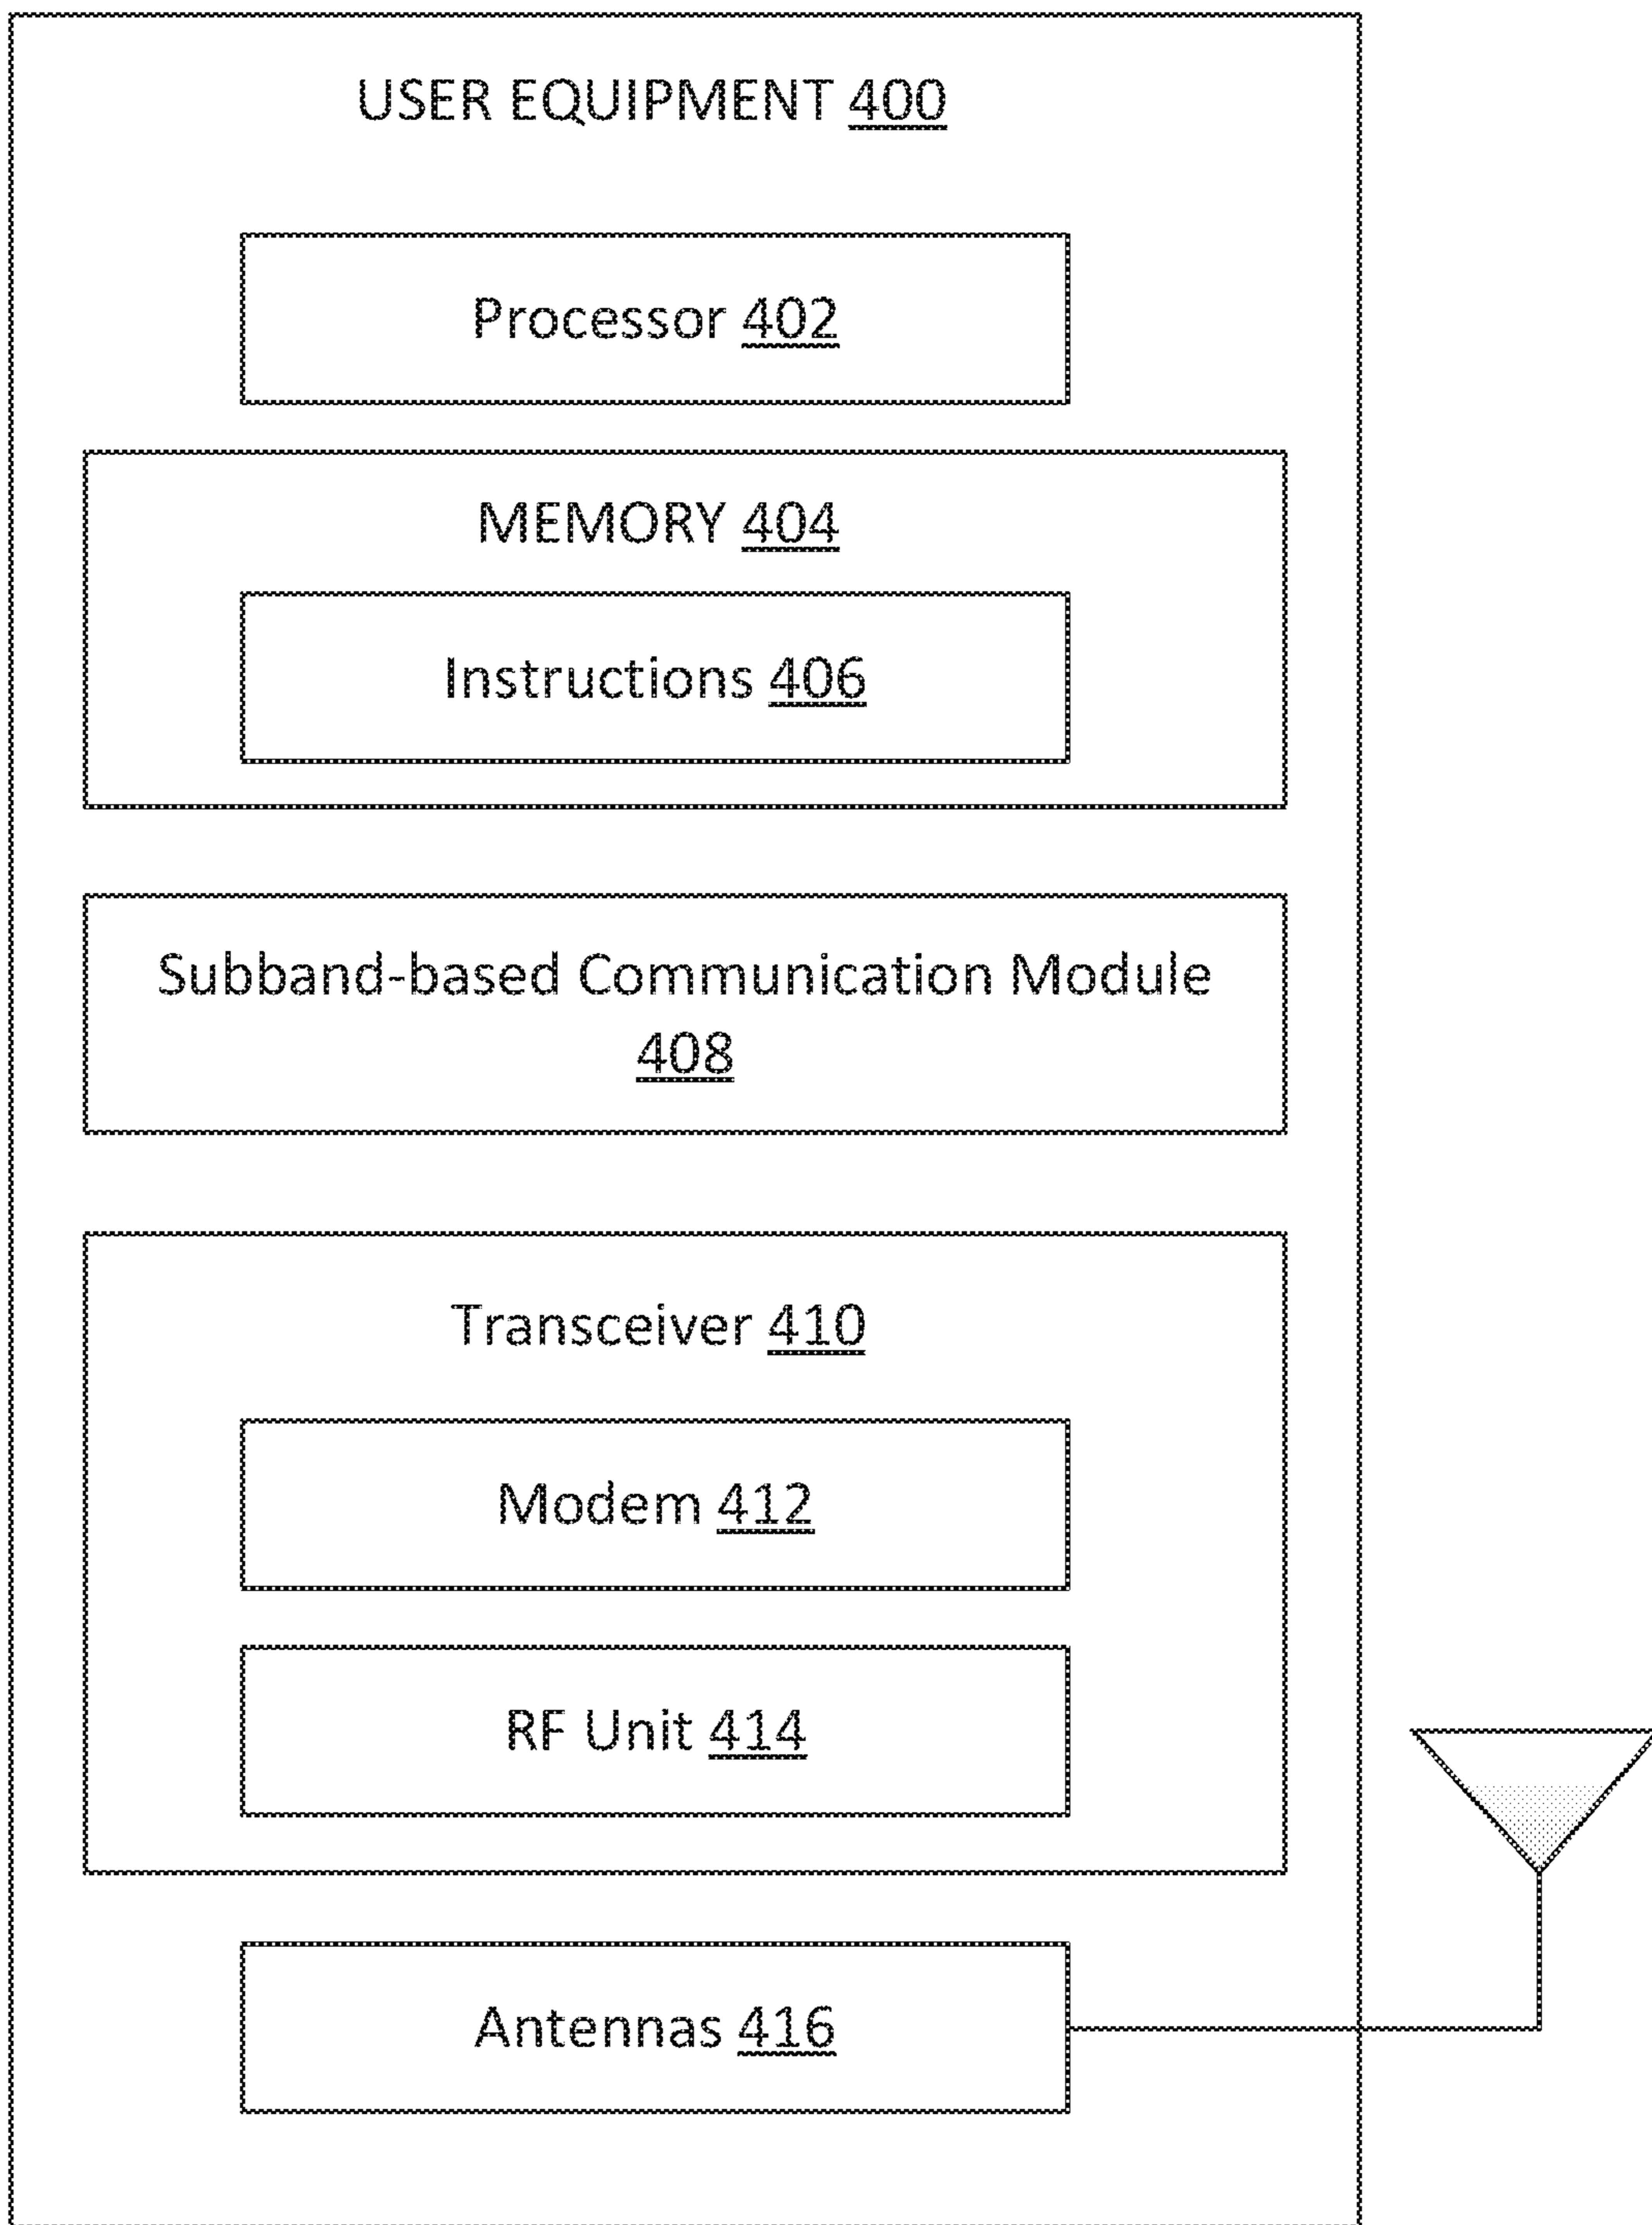 USER EQUIPMENT 400
Processor 402
MEMORY 404
Instructions 406
Subband-based Communication Module
408
Transceiver 410
Modem 412
RF Unit 414
Antennas 416